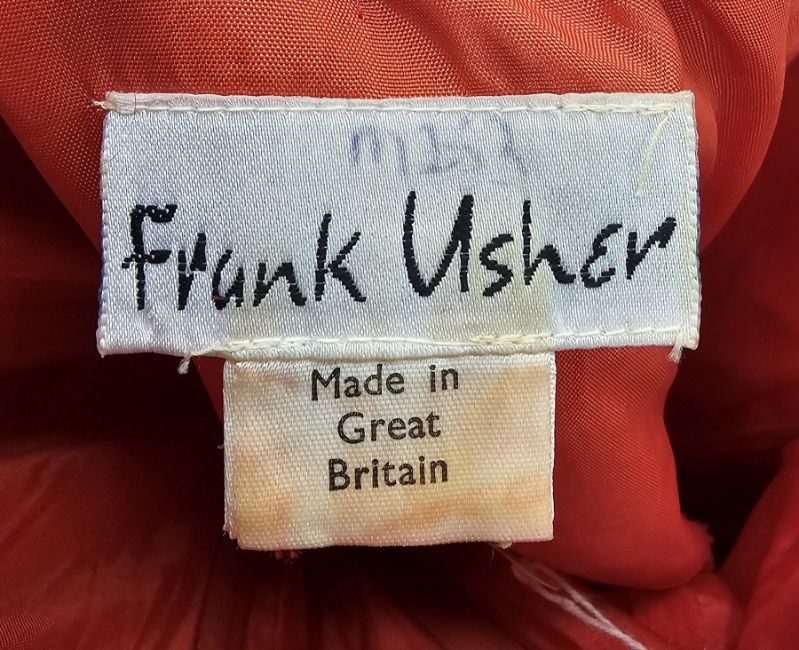 Frank Usher
Made in
Great
Britain